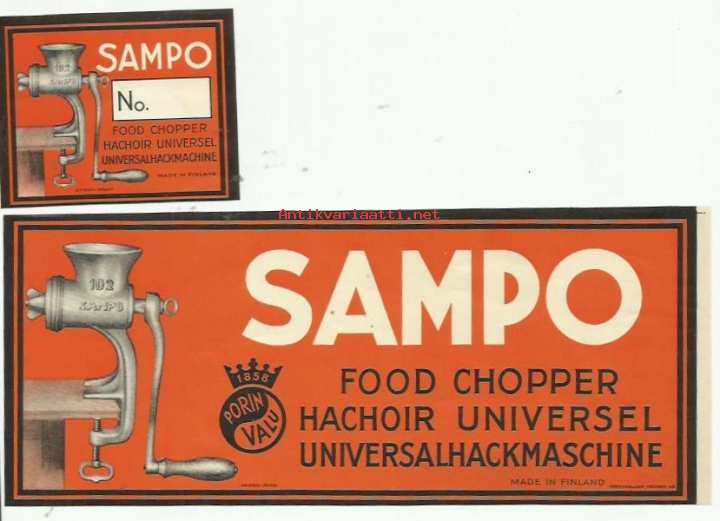 102
SAMPO
SAMPO
No.
FOOD CHOPPER
HACHOIR UNIVERSEL
UNIVERSALHACKMACHINE
MADE IN FINLAND
Antikvariaatti.net
102
SAMPO
SAMPO
1858
PORIN
VALU
FOOD CHOPPER
HACHOIR UNIVERSEL
UNIVERSALHACKMASCHINE
MADE IN FINLAND